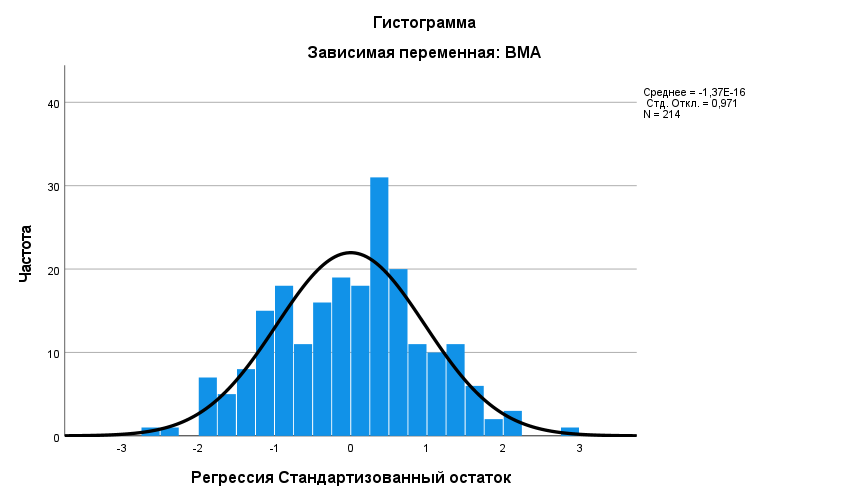 Гистограмма
Зависимая переменная: ВМА
Среднее = -1,37E-16
Стд. Откл. = 0,971
N = 214
Частота
40
30
20
10
0
-3 -2 -1 0 1 2 3
Регрессия Стандартизованный остаток